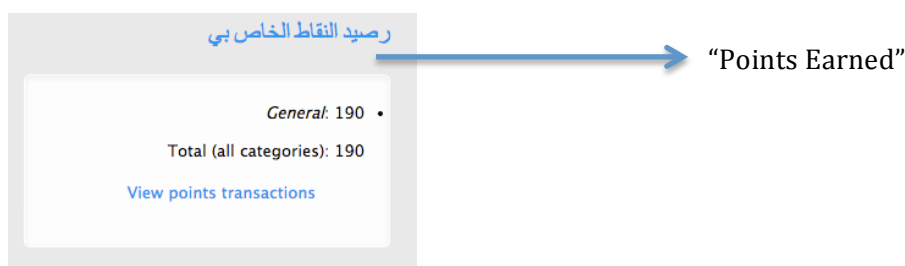 رصيد النقاط الخاص بي
“Points Earned”
General: 190 •
Total (all categories): 190
View points transactions